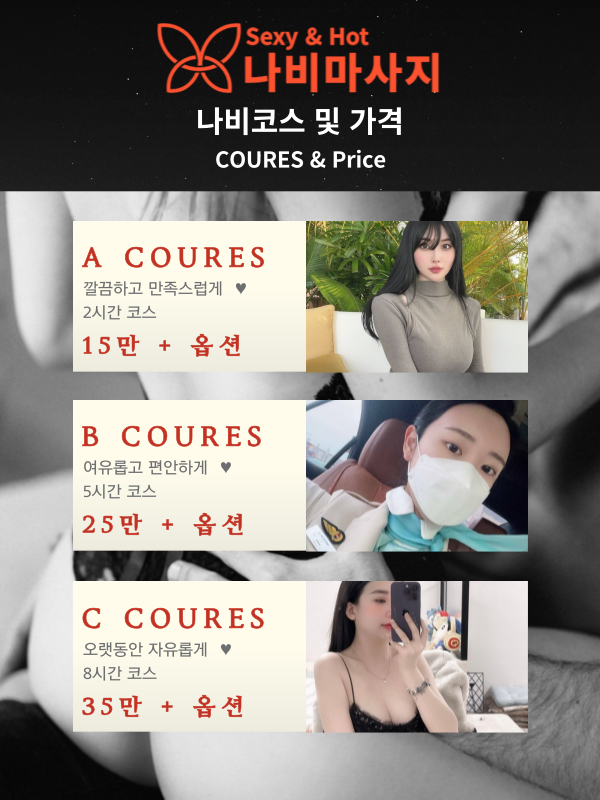 Sexy & Hot
나비마사지
나비코스 및 가격
COURES & Price
A COURES
깔끔하고 만족스럽게 ♥
2시간 코스
15만 + 옵션
B COURES
여유롭고 편안하게 ♥
5시간 코스
25만 + 옵션
C COURES
오랫동안 자유롭게 ♥
8시간 코스
35만 + 옵션